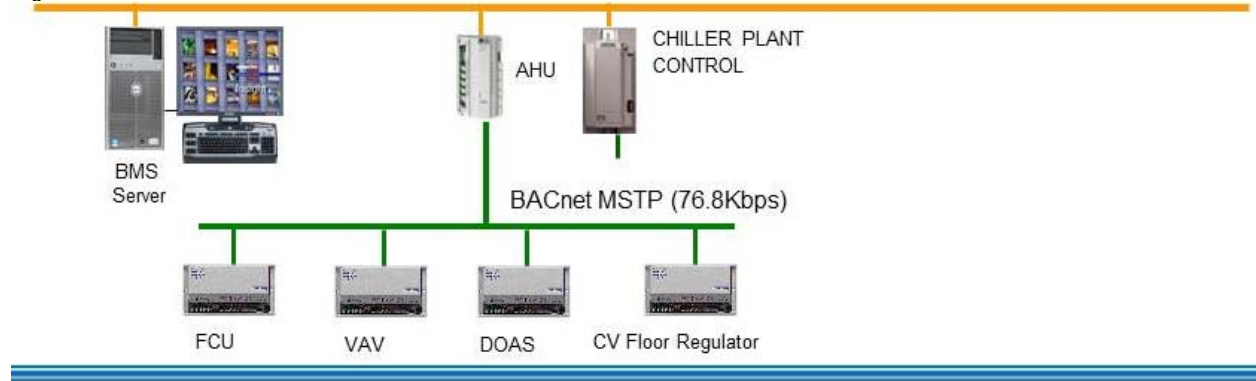 CHILLER PLANT
CONTROL
AHU
BMS
Server
BACnet MSTP (76.8Kbps)
FCU
VAV
DOAS
CV Floor Regulator